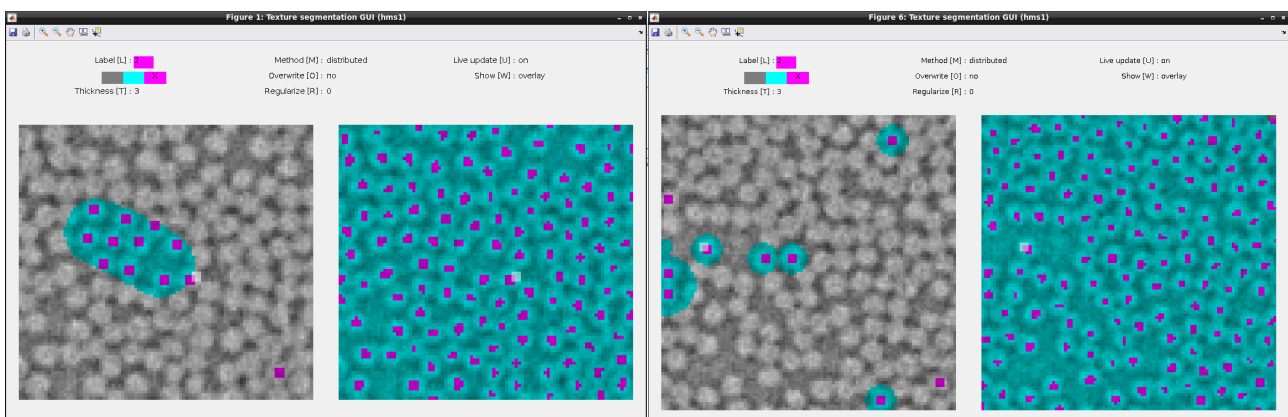 Figure 1: Texture segmentation GUI (hms1)
Label [L] : 2
Method [M] : distributed
Live update [U] : on
X
Overwrite [O] : no
Show [W] : overlay
Thickness [T] : 3
Regularize [R] : 0
Figure 6: Texture segmentation GUI (hms1)
Label [L] : 2
Method [M] : distributed
Live update [U] : on
X
Overwrite [O] : no
Show [W] : overlay
Thickness [T] : 3
Regularize [R] : 0